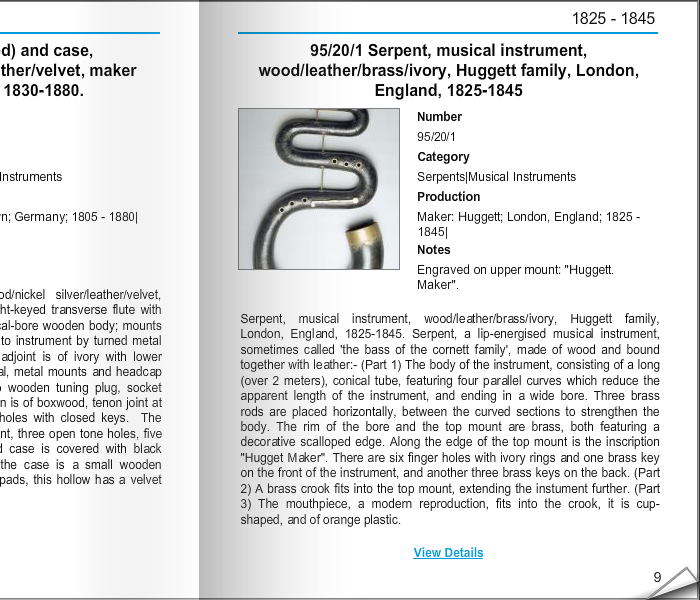 d) and case,
ther/velvet, maker
1830-1880.
Instruments
n; Germany; 1805 - 1880|
od/nickel silver/leather/velvet,
ht-keyed transverse flute with
cal-bore wooden body; mounts
to instrument by turned metal
adjoint is of ivory with lower
al, metal mounts and headcap
wooden tuning plug, socket
n is of boxwood, tenon joint at
holes with closed keys. The
nt, three open tone holes, five
d case is covered with black
the case is a small wooden
pads, this hollow has a velvet
1825 - 1845
95/20/1 Serpent, musical instrument,
wood/leather/brass/ivory, Huggett family, London,
England, 1825-1845
Number
95/20/1
Category
Serpents|Musical Instruments
Production
Maker: Huggett; London, England; 1825 -
1845|
Notes
Engraved on upper mount: "Huggett.
Maker".
Serpent, musical instrument, wood/leather/brass/ivory, Huggett family,
London, England, 1825-1845. Serpent, a lip-energised musical instrument,
sometimes called 'the bass of the cornett family', made of wood and bound
together with leather:- (Part 1) The body of the instrument, consisting of a long
(over 2 meters), conical tube, featuring four parallel curves which reduce the
apparent length of the instrument, and ending in a wide bore. Three brass
rods are placed horizontally, between the curved sections to strengthen the
body. The rim of the bore and the top mount are brass, both featuring a
decorative scalloped edge. Along the edge of the top mount is the inscription
"Hugget Maker". There are six finger holes with ivory rings and one brass key
on the front of the instrument, and another three brass keys on the back. (Part
2) A brass crook fits into the top mount, extending the instument further. (Part
3) The mouthpiece, a modern reproduction, fits into the crook, it is cup-
shaped, and of orange plastic.
View Details
9